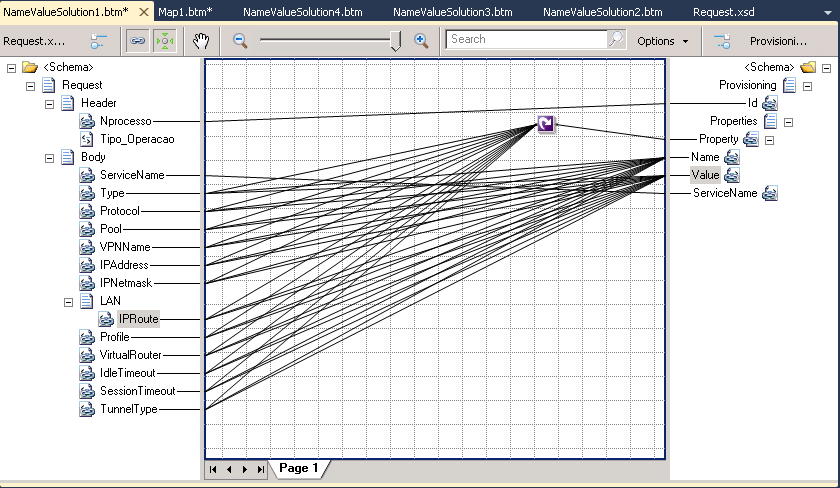 NameValueSolution1.btm* Map1.btm* NameValueSolution4.btm NameValueSolution3.btm NameValueSolution2.btm Request.xsd
Request.x... Search Options Provisioni...
<Schema> <Schema>
Request Provisioning
Header Id
Nprocesso Properties
Tipo_Operacao Property
Body Name
ServiceName Value
Type ServiceName
Protocol
Pool
VPNName
IPAddress
IPNetmask
LAN
IPRoute
Profile
VirtualRouter
IdleTimeout
SessionTimeout
TunnelType
Page 1